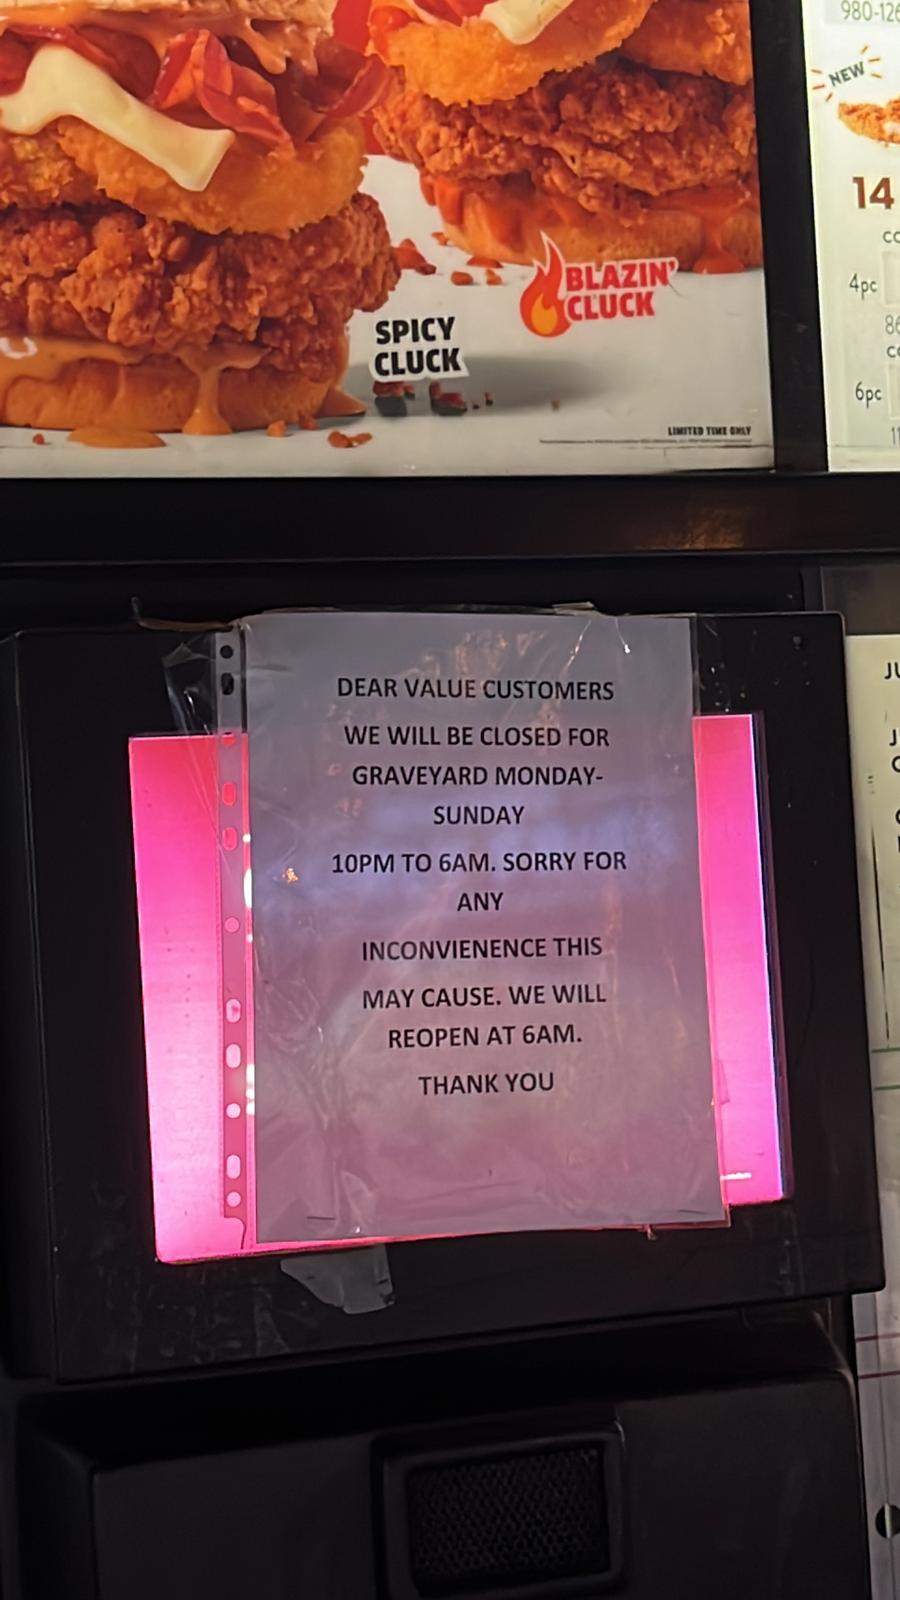 980-126
NEW
14
4pc
6pc
BLAZIN'
CLUCK
SPICY
CLUCK
LIMITED TIME ONLY
DEAR VALUE CUSTOMERS
WE WILL BE CLOSED FOR
GRAVEYARD MONDAY-
SUNDAY
10PM TO 6AM. SORRY FOR
ANY
INCONVIENENCE THIS
MAY CAUSE. WE WILL
REOPEN AT 6AM.
THANK YOU